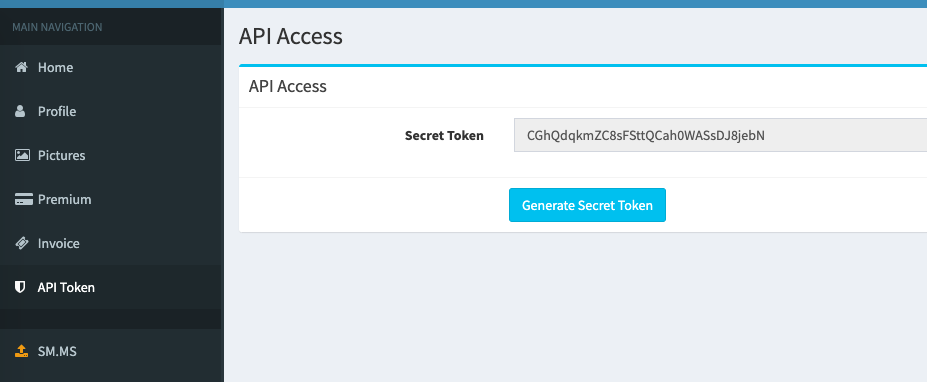 MAIN NAVIGATION
Home
Profile
Pictures
Premium
Invoice
API Token
SM.MS
API Access
API Access
Secret Token
CGhQdqkmZC8sFSttQCah0WASsDJ8jebN
Generate Secret Token